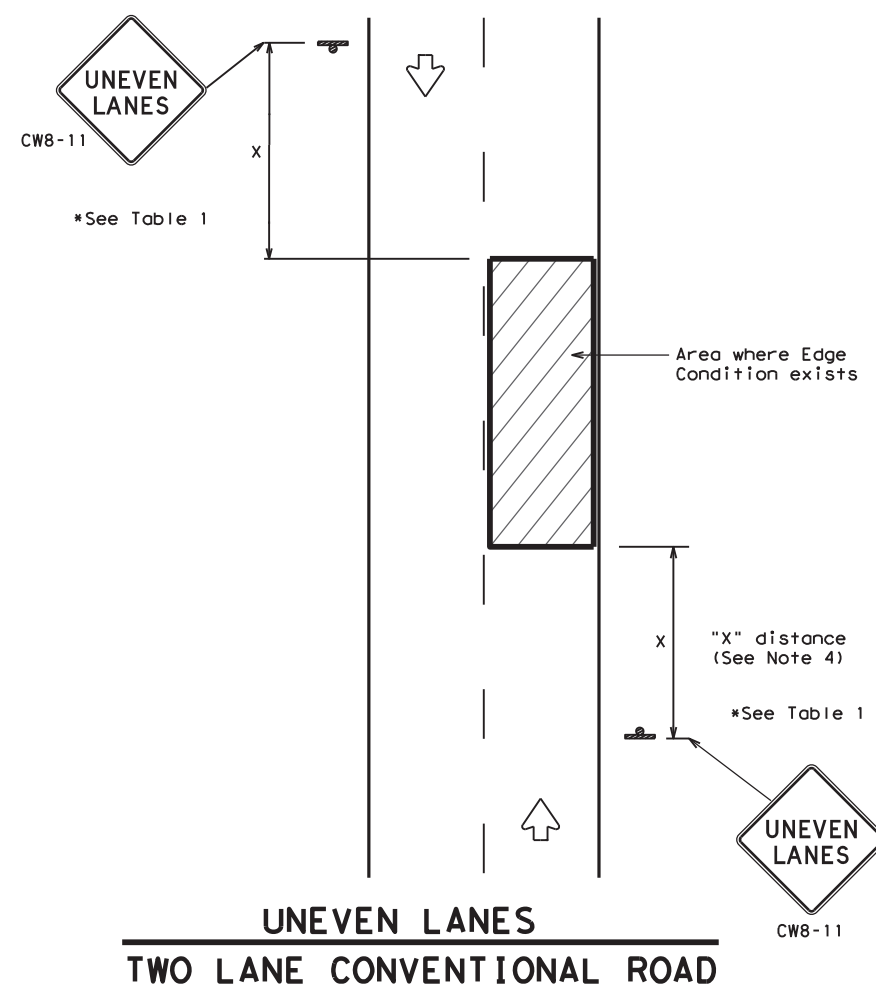 UNEVEN
LANES
CW8-11
X
*See Table 1
Area where Edge
Condition exists
X
"X" distance
(See Note 4)
*See Table 1
UNEVEN
LANES
CW8-11
UNEVEN LANES
TWO LANE CONVENTIONAL ROAD